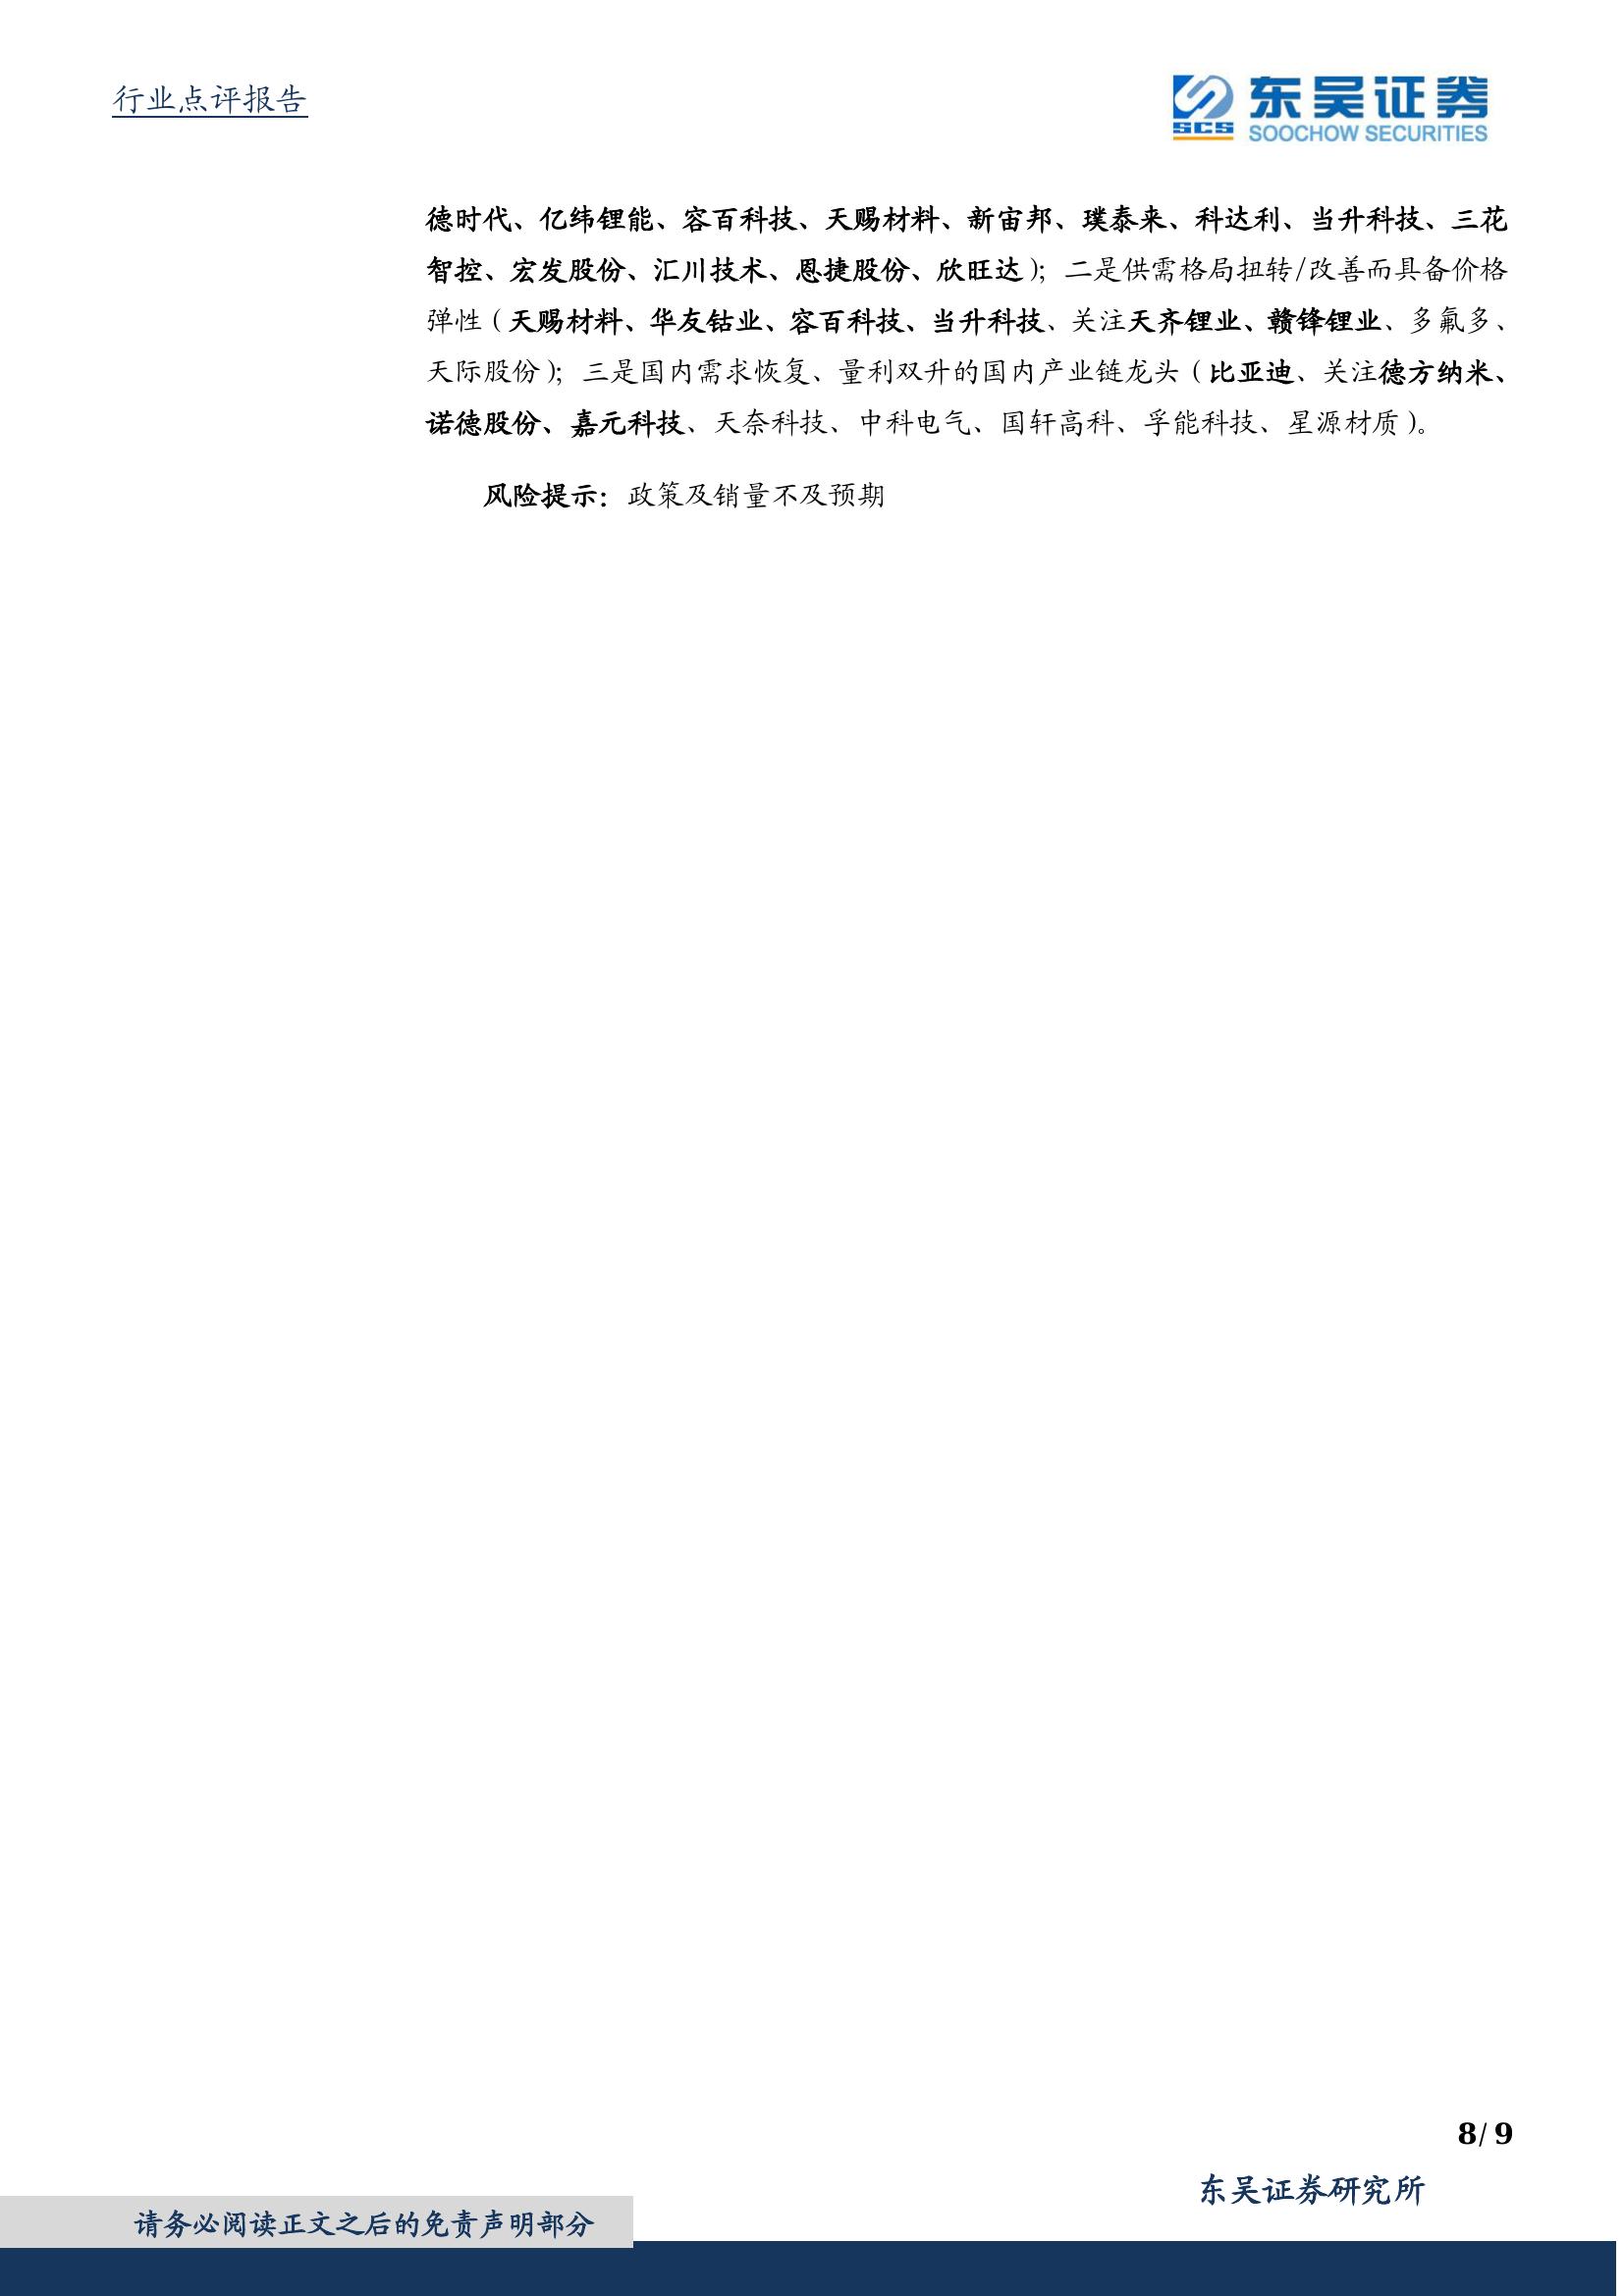 行业点评报告
东吴证券
SCS
SOOCHOW SECURITIES
德时代、亿纬锂能、容百科技、天赐材料、新宙邦、璞泰来、科达利、当升科技、三花
智控、宏发股份、汇川技术、恩捷股份、欣旺达）；二是供需格局扭转/改善而具备价格
弹性（天赐材料、华友钴业、容百科技、当升科技、关注天齐锂业、赣锋锂业、多氟多、
天际股份）；三是国内需求恢复、量利双升的国内产业链龙头（比亚迪、关注德方纳米、
诺德股份、嘉元科技、天奈科技、中科电气、国轩高科、孚能科技、星源材质）。
风险提示：政策及销量不及预期
8/ 9
东吴证券研究所
请务必阅读正文之后的免责声明部分